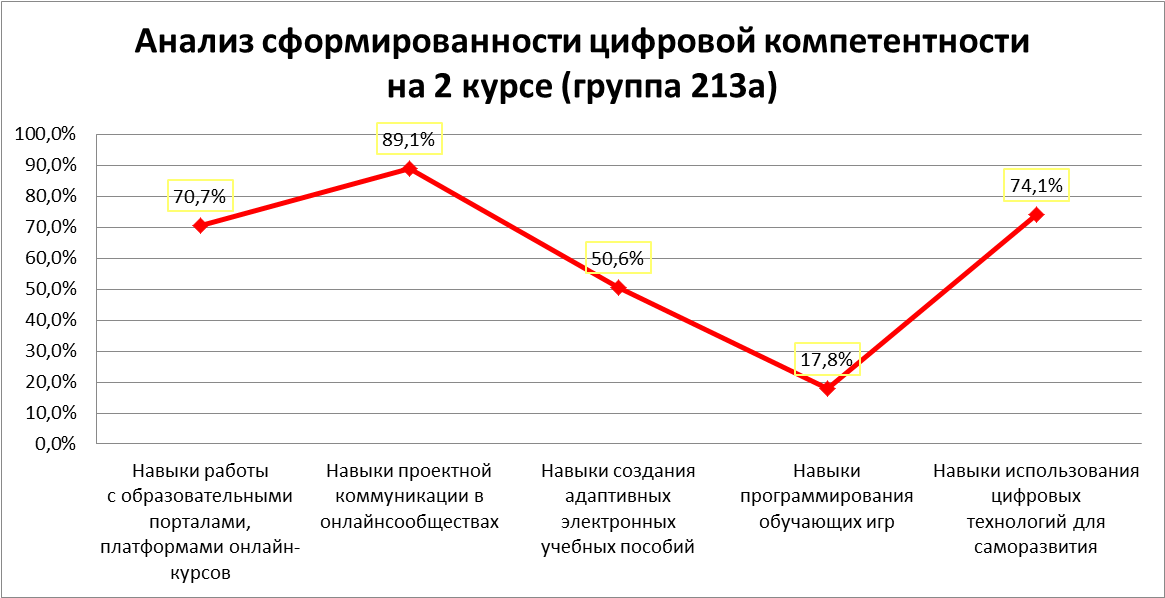 Анализ сформированности цифровой компетентности
на 2 курсе (группа 213а)
100,0%
90,0%
80,0%
70,0%
60,0%
50,0%
40,0%
30,0%
20,0%
10,0%
0,0%
70,7%
89,1%
50,6%
17,8%
74,1%
Навыки работы
с образовательными
порталами,
платформами онлайн-
курсов
Навыки проектной
коммуникации в
онлайнсообществах
Навыки создания
адаптивных
электронных
учебных пособий
Навыки
программирования
обучающих игр
Навыки использования
цифровых
технологий для
саморазвития